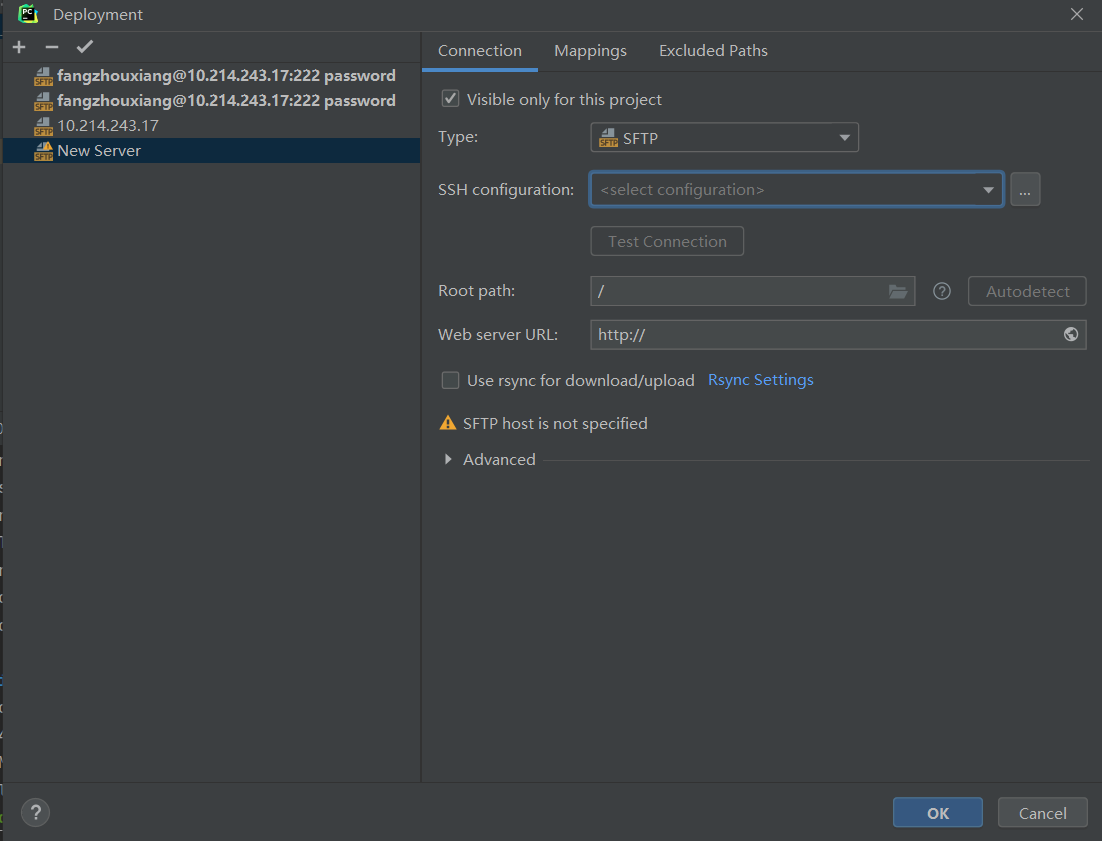 PC
Deployment
Connection Mappings Excluded Paths
SFTP fangzhouxiang@10.214.243.17:222 password
SFTP fangzhouxiang@10.214.243.17:222 password
SFTP 10.214.243.17
SFTP New Server
Visible only for this project
Type: SFTP SFTP
SSH configuration: <select configuration> ...
Test Connection
Root path: / ? Autodetect
Web server URL: http://
Use rsync for download/upload Rsync Settings
SFTP host is not specified
Advanced
? OK Cancel